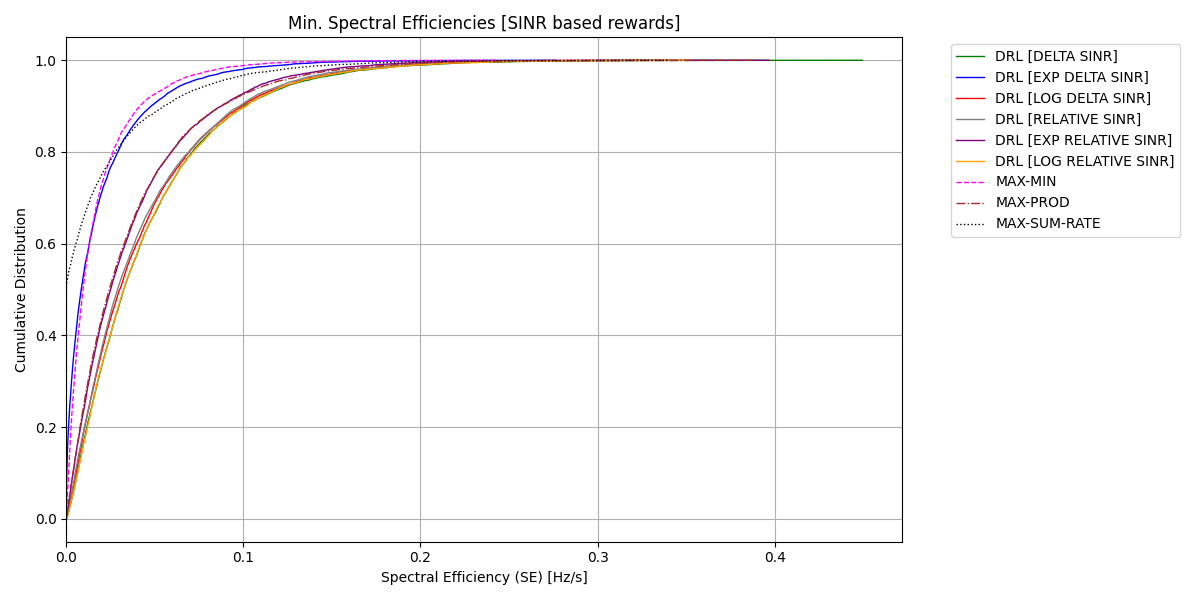 Min. Spectral Efficiencies [SINR based rewards]
1.0
0.8
0.6
0.4
0.2
0.0
Cumulative Distribution
0.0 0.1 0.2 0.3 0.4
Spectral Efficiency (SE) [Hz/s]
DRL [DELTA SINR]
DRL [EXP DELTA SINR]
DRL [LOG DELTA SINR]
DRL [RELATIVE SINR]
DRL [EXP RELATIVE SINR]
DRL [LOG RELATIVE SINR]
MAX-MIN
MAX-PROD
MAX-SUM-RATE